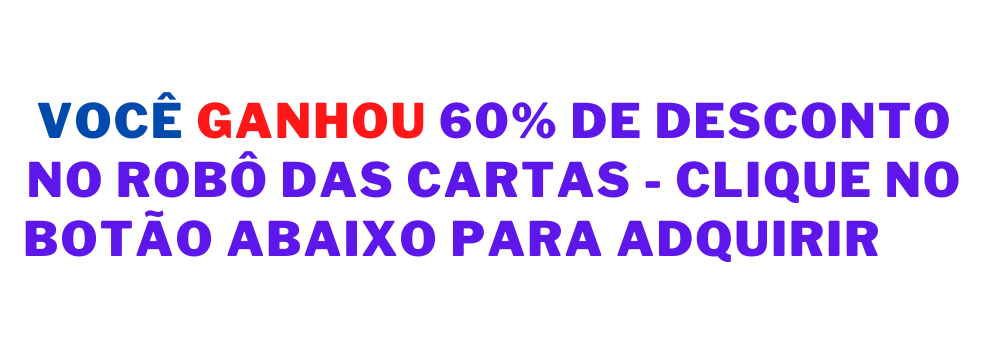 VOCÊ GANHOU 60% DE DESCONTO
NO ROBÔ DAS CARTAS - CLIQUE NO
BOTÃO ABAIXO PARA ADQUIRIR